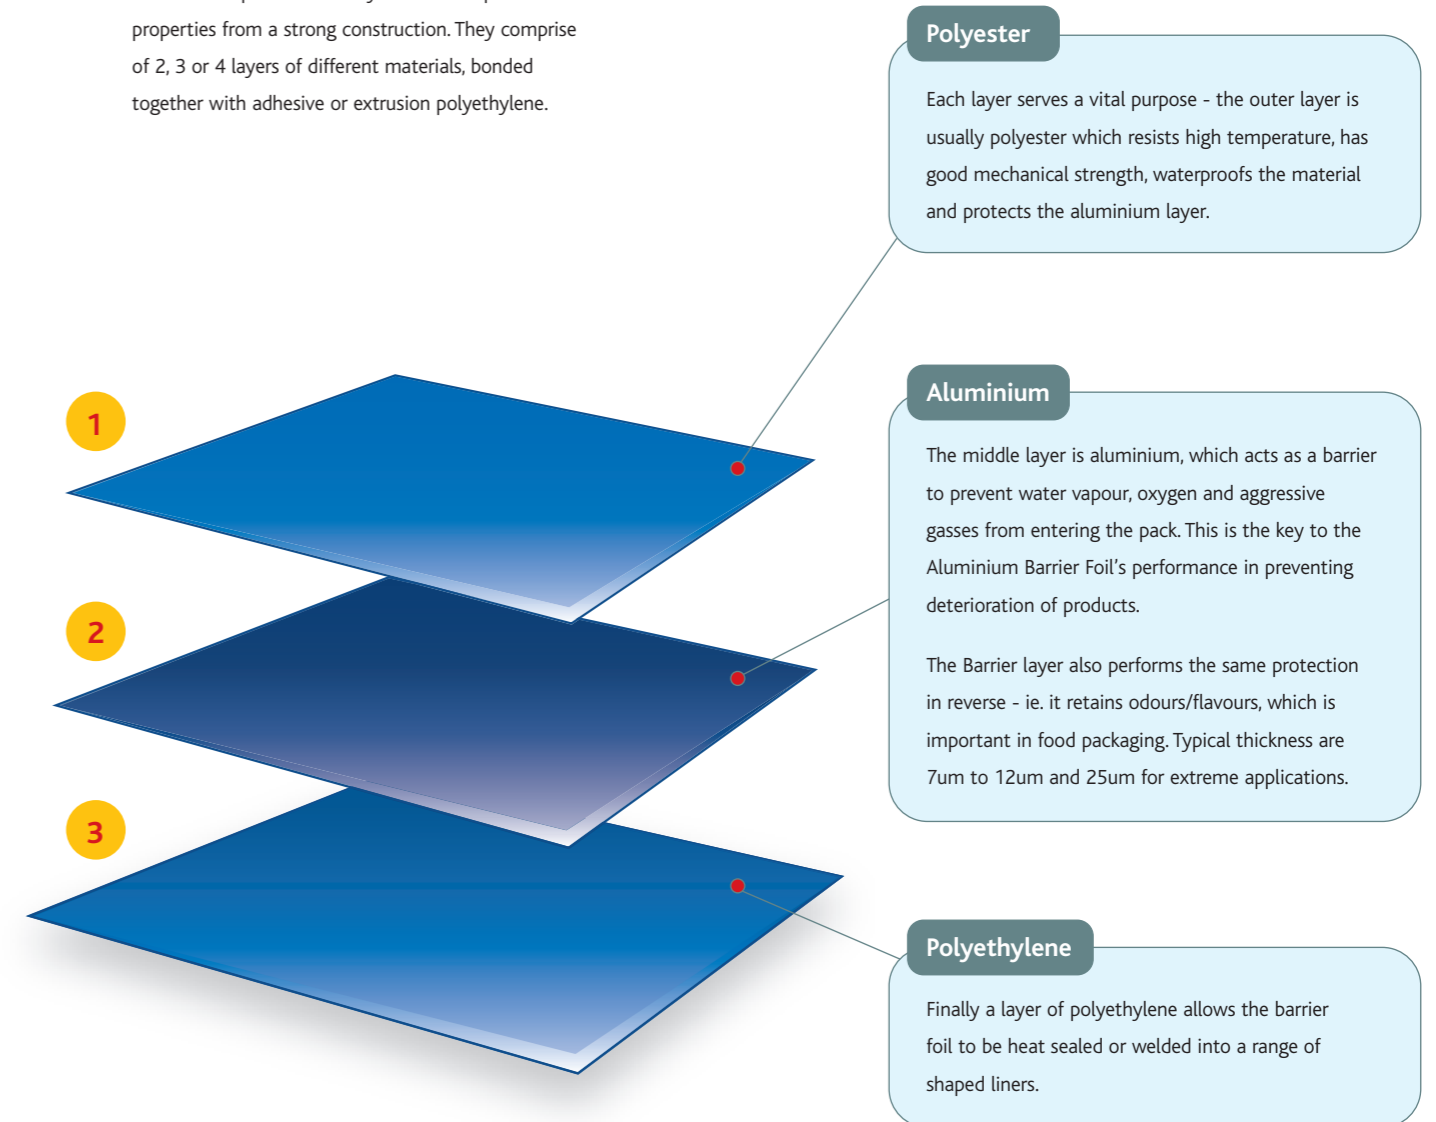 properties from a strong construction. They comprise
of 2, 3 or 4 layers of different materials, bonded
together with adhesive or extrusion polyethylene.
Polyester
Each layer serves a vital purpose - the outer layer is
usually polyester which resists high temperature, has
good mechanical strength, waterproofs the material
and protects the aluminium layer.
1
Aluminium
The middle layer is aluminium, which acts as a barrier
to prevent water vapour, oxygen and aggressive
gasses from entering the pack. This is the key to the
Aluminium Barrier Foil's performance in preventing
deterioration of products.
The Barrier layer also performs the same protection
in reverse - ie. it retains odours/flavours, which is
important in food packaging. Typical thickness are
7um to 12um and 25um for extreme applications.
2
3
Polyethylene
Finally a layer of polyethylene allows the barrier
foil to be heat sealed or welded into a range of
shaped liners.